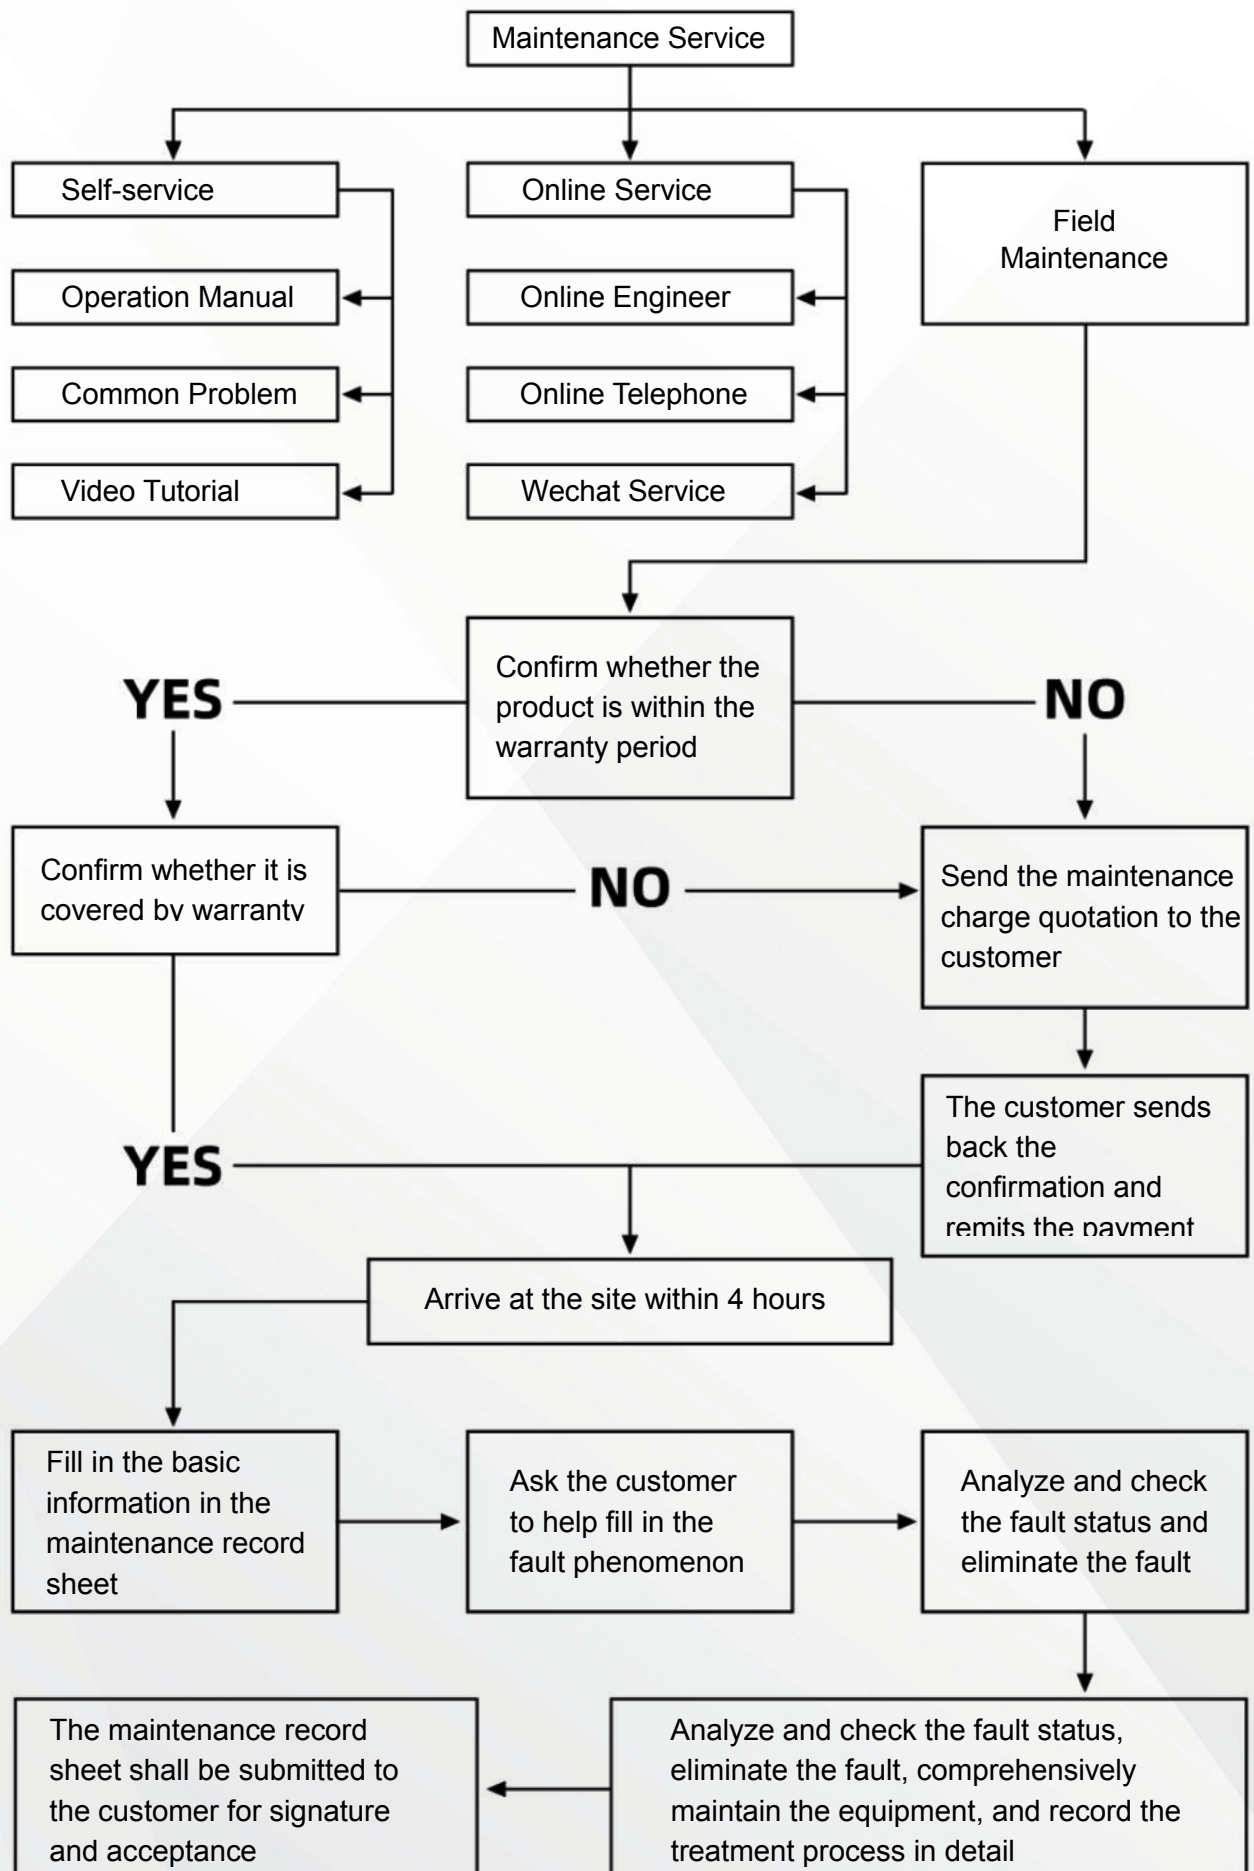 Maintenance Service
Self-service
Online Service
Field
Maintenance
Operation Manual
Online Engineer
Common Problem
Online Telephone
Video Tutorial
Wechat Service
Confirm whether the
product is within the
warranty period
YES
NO
Confirm whether it is
covered by warranty
NO
Send the maintenance
charge quotation to the
customer
The customer sends
back the
confirmation and
remits the payment
YES
Arrive at the site within 4 hours
Fill in the basic
information in the
maintenance record
sheet
Ask the customer
to help fill in the
fault phenomenon
Analyze and check
the fault status and
eliminate the fault
The maintenance record
sheet shall be submitted to
the customer for signature
and acceptance
Analyze and check the fault status,
eliminate the fault, comprehensively
maintain the equipment, and record the
treatment process in detail